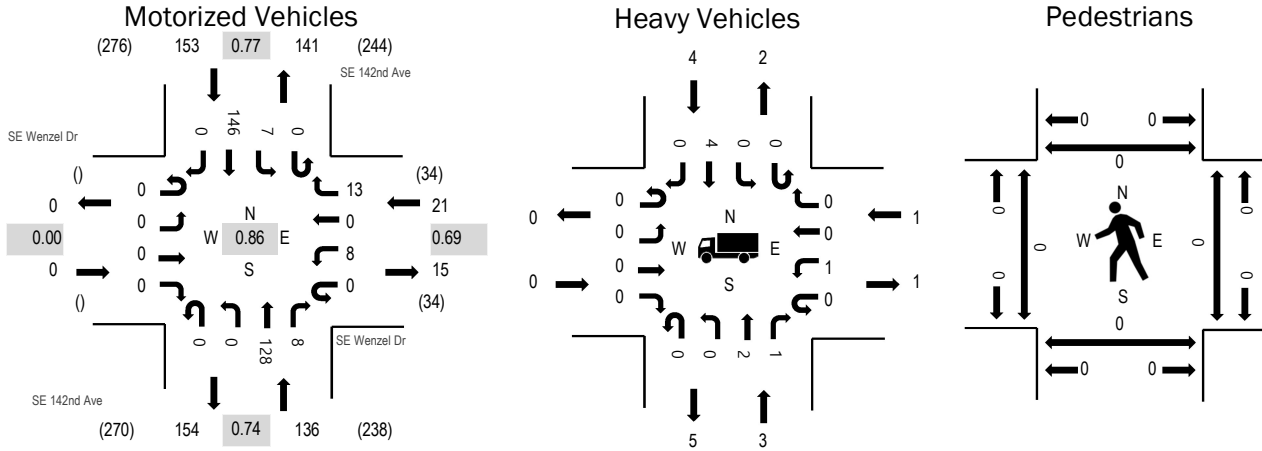 Motorized Vehicles
(276) 153 0.77 141 (244)
SE 142nd Ave
SE Wenzel Dr
0 146 7 0
() 0 13 (34)
0 0 0 21
0.00 0 W N 0.86 E S 8 0.69
0 0 0 15
() (34)
0 0 128 8
SE Wenzel Dr
SE 142nd Ave
(270) 154 0.74 136 (238)
Heavy Vehicles
4 2
0 4 0 0
0 0
0 0 N 0 1
0 W E 1
0 0 S 0 1
0 0 2 1
5 3
Pedestrians
0 0
0
0 N 0
0 W E 0
0 S 0
0
0 0